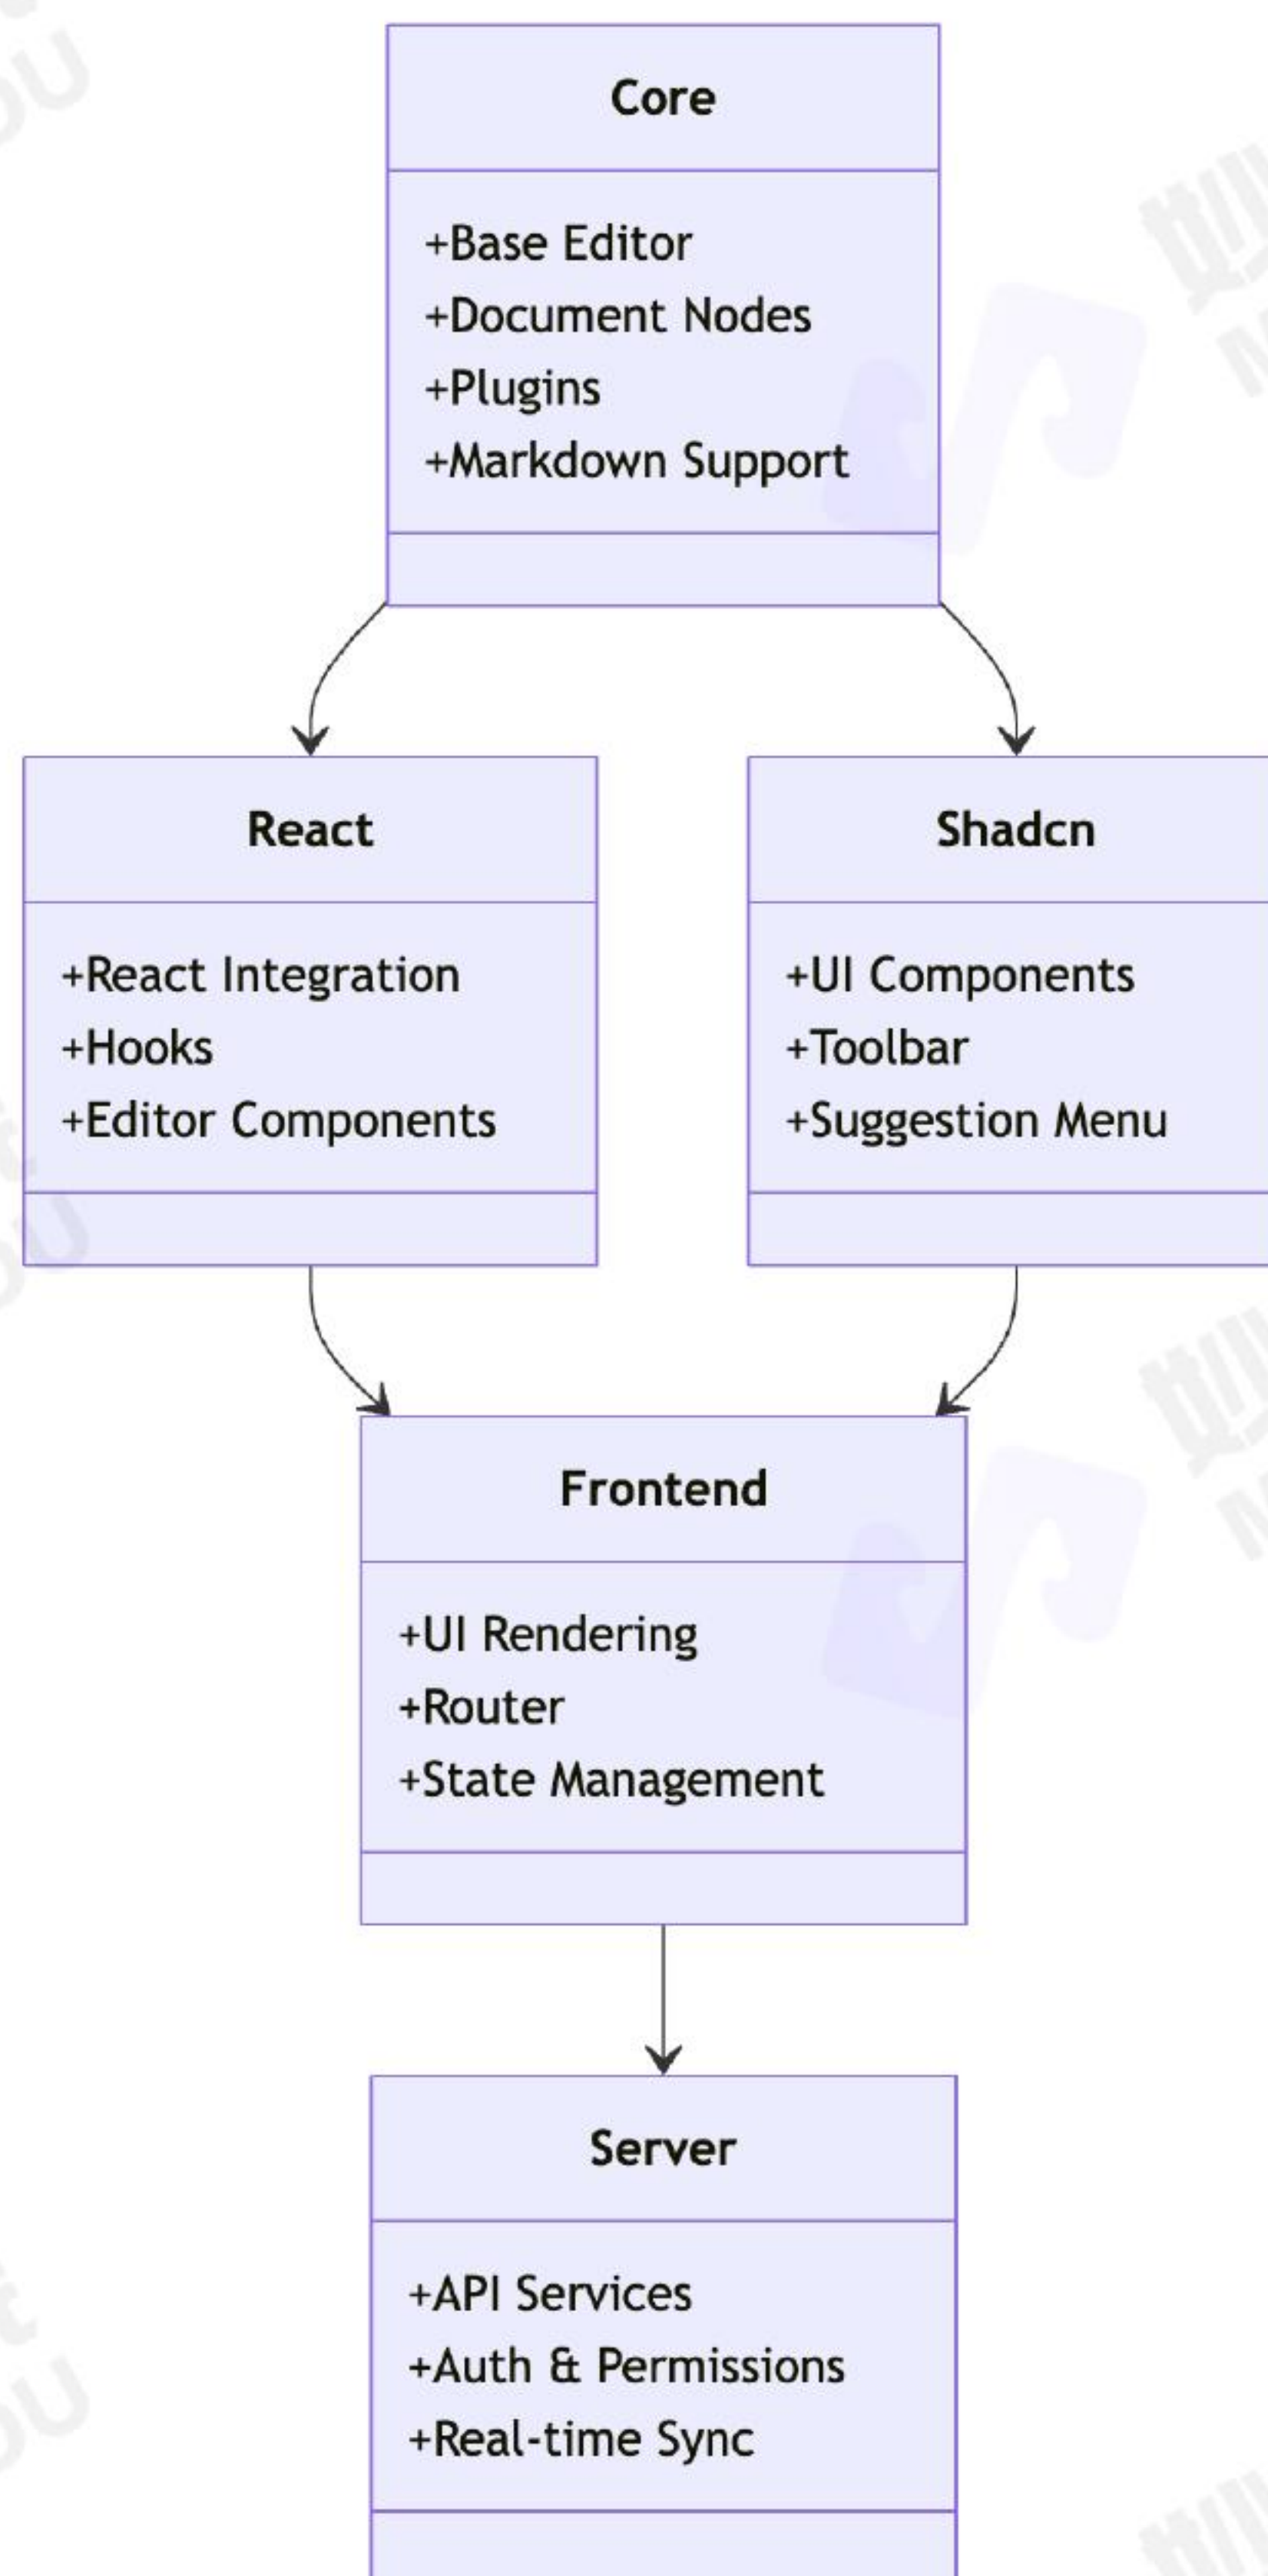 Core
+Base Editor
+Document Nodes
+Plugins
+Markdown Support
React
+React Integration
+Hooks
+Editor Components
Shadcn
+UI Components
+Toolbar
+Suggestion Menu
Frontend
+UI Rendering
+Router
+State Management
Server
+API Services
+Auth & Permissions
+Real-time Sync